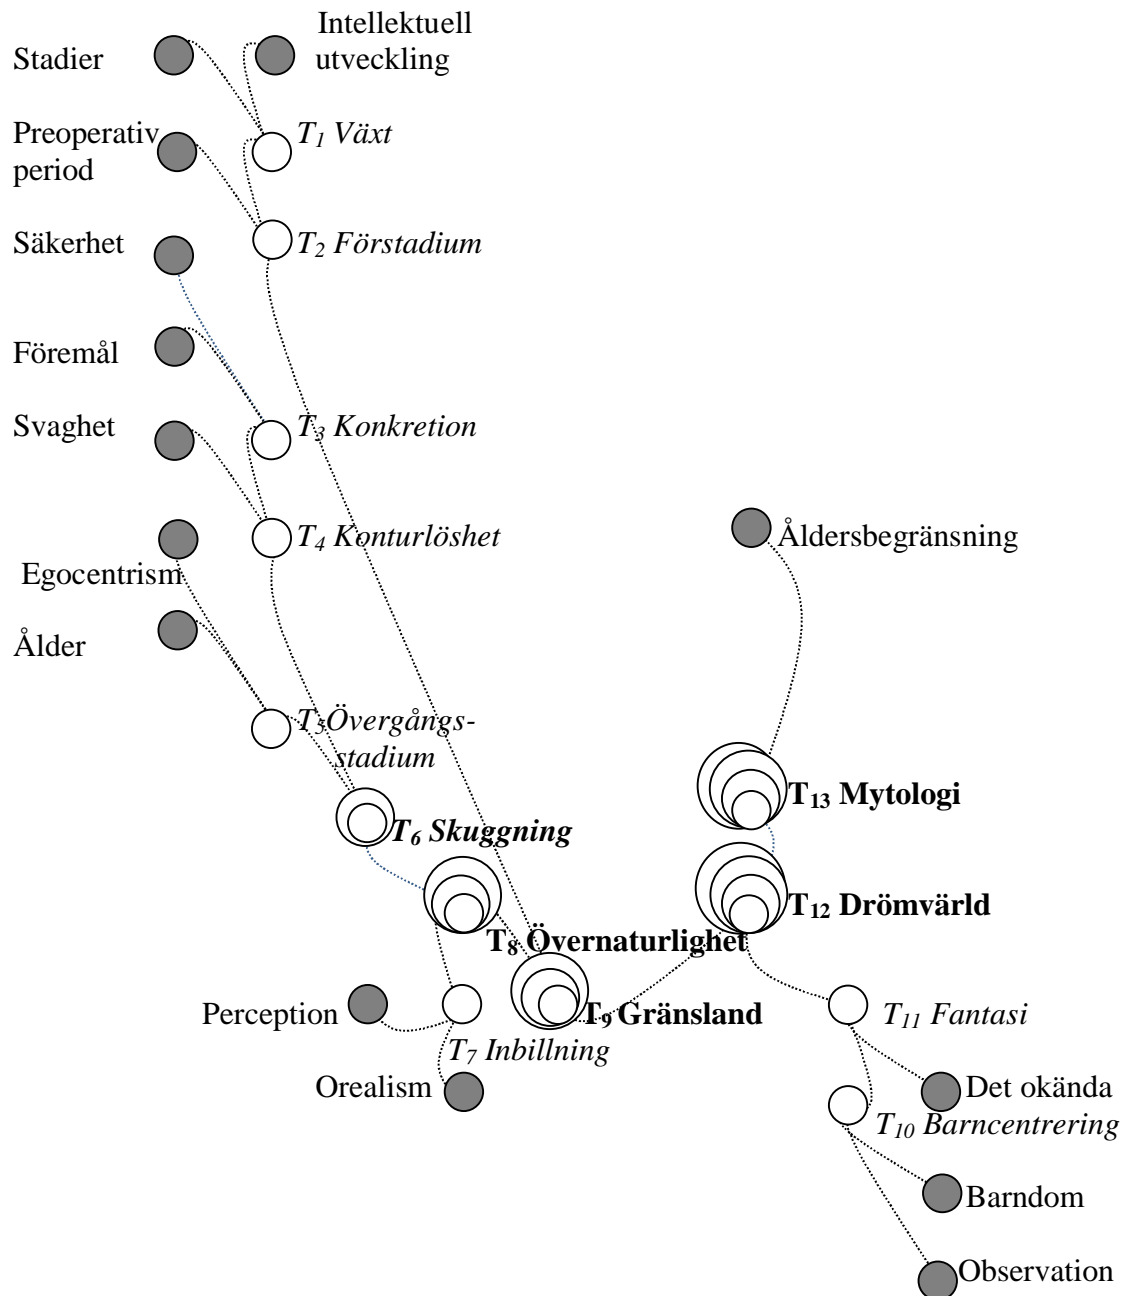 Intellektuell
Stadier
utveckling
Preoperativ
period
T1 Växt
Säkerhet
T2 Förstadium
Föremål
Svaghet
T3 Konkretion
T4 Konturlöshet
Åldersbegränsning
Egocentrism
Ålder
T5Övergångs-
stadium
T13 Mytologi
T6 Skuggning
T12 Drömvärld
T8 Övernaturlighet
Perception
T9 Gränsland
T11 Fantasi
T7 Inbillning
Orealism
Det okända
T10 Barncentrering
Barndom
Observation